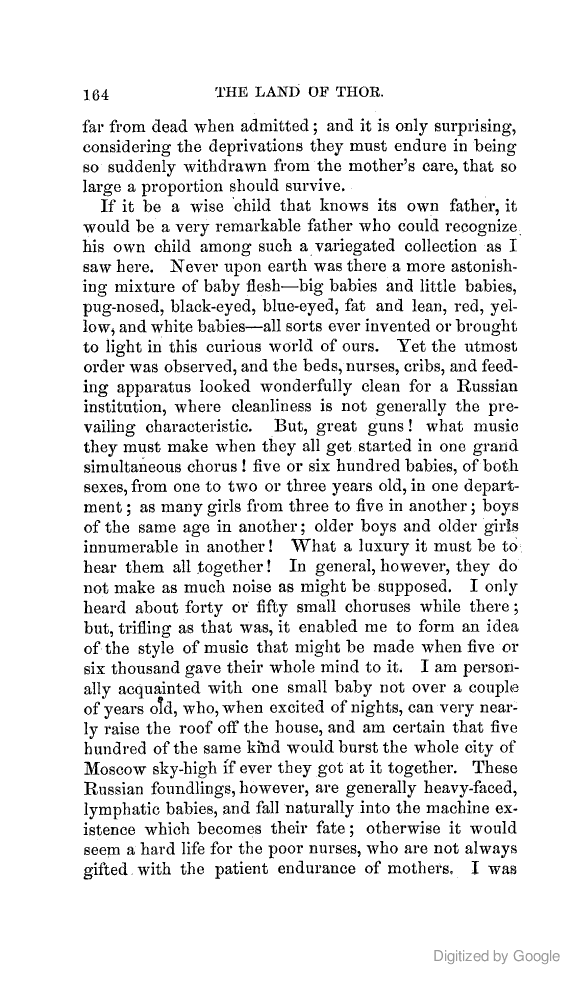 164 THE LAND OF THOR.
far from dead when admitted; and it is only surprising,
considering the deprivations they must endure in being
so suddenly withdrawn from the mother's care, that so
large a proportion should survive.
If it be a wise child that knows its own father, it
would be a very remarkable father who could recognize
his own child among such a variegated collection as I
saw here. Never upon earth was there a more astonish-
ing mixture of baby flesh—big babies and little babies,
pug-nosed, black-eyed, blue-eyed, fat and lean, red, yel-
low, and white babies—all sorts ever invented or brought
to light in this curious world of ours. Yet the utmost
order was observed, and the beds, nurses, cribs, and feed-
ing apparatus looked wonderfully clean for a Russian
institution, where cleanliness is not generally the pre-
vailing characteristic. But, great guns! what music
they must make when they all get started in one grand
simultaneous chorus! five or six hundred babies, of both
sexes, from one to two or three years old, in one depart-
ment; as many girls from three to five in another; boys
of the same age in another; older boys and older girls
innumerable in another! What a luxury it must be to
hear them all together! In general, however, they do
not make as much noise as might be supposed. I only
heard about forty or fifty small choruses while there;
but, trifling as that was, it enabled me to form an idea
of the style of music that might be made when five or
six thousand gave their whole mind to it. I am person-
ally acquainted with one small baby not over a couple
of years old, who, when excited of nights, can very near-
ly raise the roof off the house, and am certain that five
hundred of the same kind would burst the whole city of
Moscow sky-high if ever they got at it together. These
Russian foundlings, however, are generally heavy-faced,
lymphatic babies, and fall naturally into the machine ex-
istence which becomes their fate; otherwise it would
seem a hard life for the poor nurses, who are not always
gifted with the patient endurance of mothers. I was
Digitized by Google